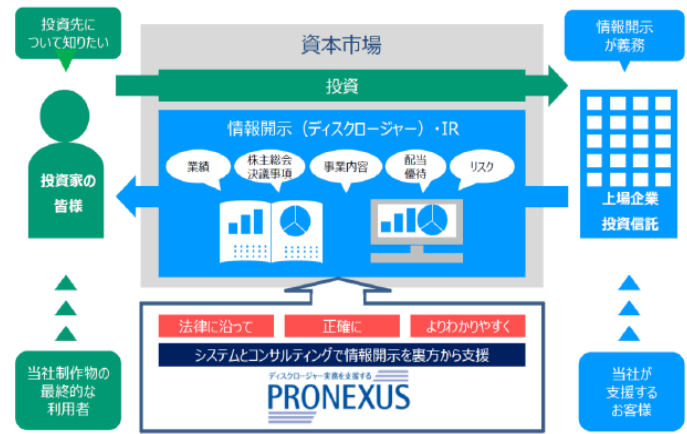 投資先に
ついて知りたい
情報開示
が義務
資本市場
投資
情報開示（ディスクロージャー）・IR
業績
株主総会
決議事項
事業内容
配当
優待
リスク
投資家の
皆様
上場企業
投資信託
法律に沿って
正確に
よりわかりやすく
システムとコンサルティングで情報開示を裏方から支援
ディスクロージャー実務を支援する
PRONEXUS
当社制作物の
最終的な
利用者
当社が
支援する
お客様